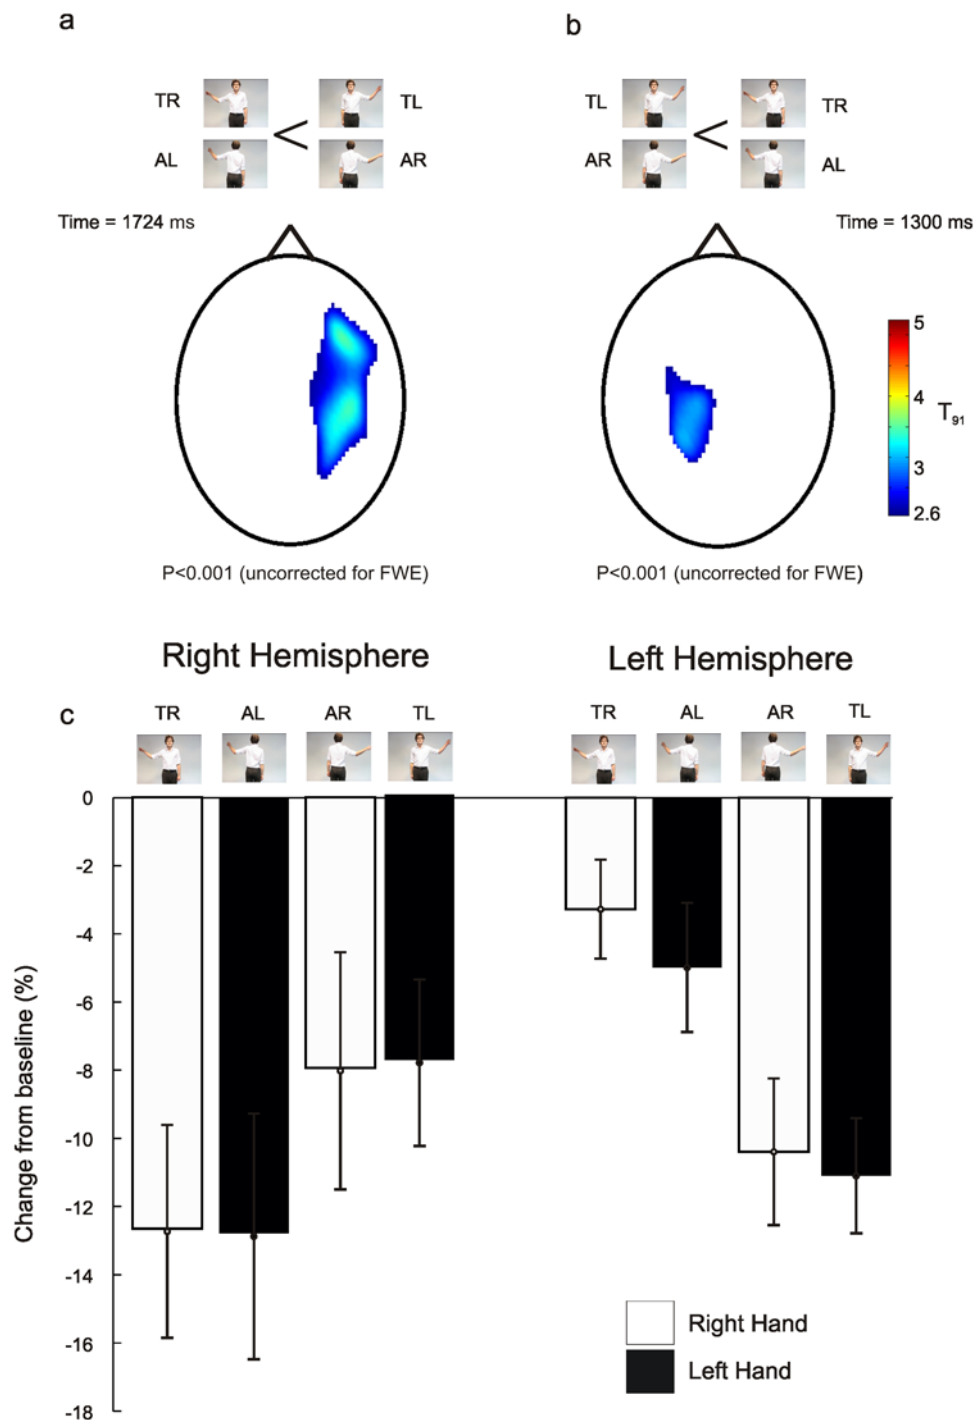 a
b
TR
TL
AL
<
AR
TL
TR
AR
<
AL
Time = 1724 ms
Time = 1300 ms
5
4
T91
3
2.6
P<0.001 (uncorrected for FWE)
P<0.001 (uncorrected for FWE)
Right Hemisphere
Left Hemisphere
c
TR AL AR TL
TR AL AR TL
0
-2
-4
-6
-8
-10
-12
-14
-16
-18
Change from baseline (%)
Right Hand
Left Hand